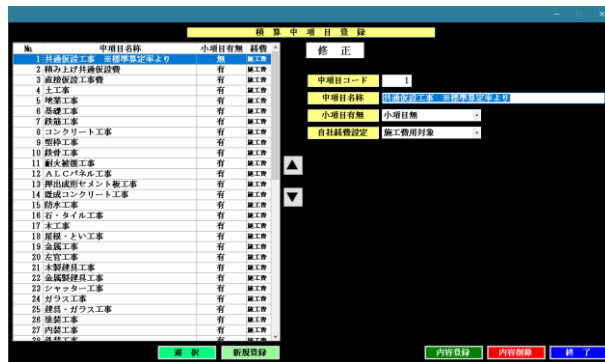 積算中項目登録
№ 中項目名称 小項目有無 経費
1 共通仮設工事 ※標準算定率より 無 施工費
2 積み上げ共通仮設費 有 施工費
3 直接仮設工事費 有 施工費
4 土工事 有 施工費
5 地業工事 有 施工費
6 基礎工事 有 施工費
7 鉄筋工事 有 施工費
8 コンクリート工事 有 施工費
9 型枠工事 有 施工費
10 鉄骨工事 有 施工費
11 耐火被覆工事 有 施工費
12 ALCパネル工事 有 施工費
13 押出成形セメント板工事 有 施工費
14 既成コンクリート工事 有 施工費
15 防水工事 有 施工費
16 石・タイル工事 有 施工費
17 木工事 有 施工費
18 屋根・とい工事 有 施工費
19 金属工事 有 施工費
20 左官工事 有 施工費
21 木製建具工事 有 施工費
22 金属製建具工事 有 施工費
23 シャッター工事 有 施工費
24 ガラス工事 有 施工費
25 建具・ガラス工事 有 施工費
26 塗装工事 有 施工費
27 内装工事 有 施工費
選択 新規登録
修正
中項目コード 1
中項目名称 共通仮設工事 ※標準算定率より
小項目有無 小項目無
自社経費設定 施工費用対象
内容登録 内容削除 終了